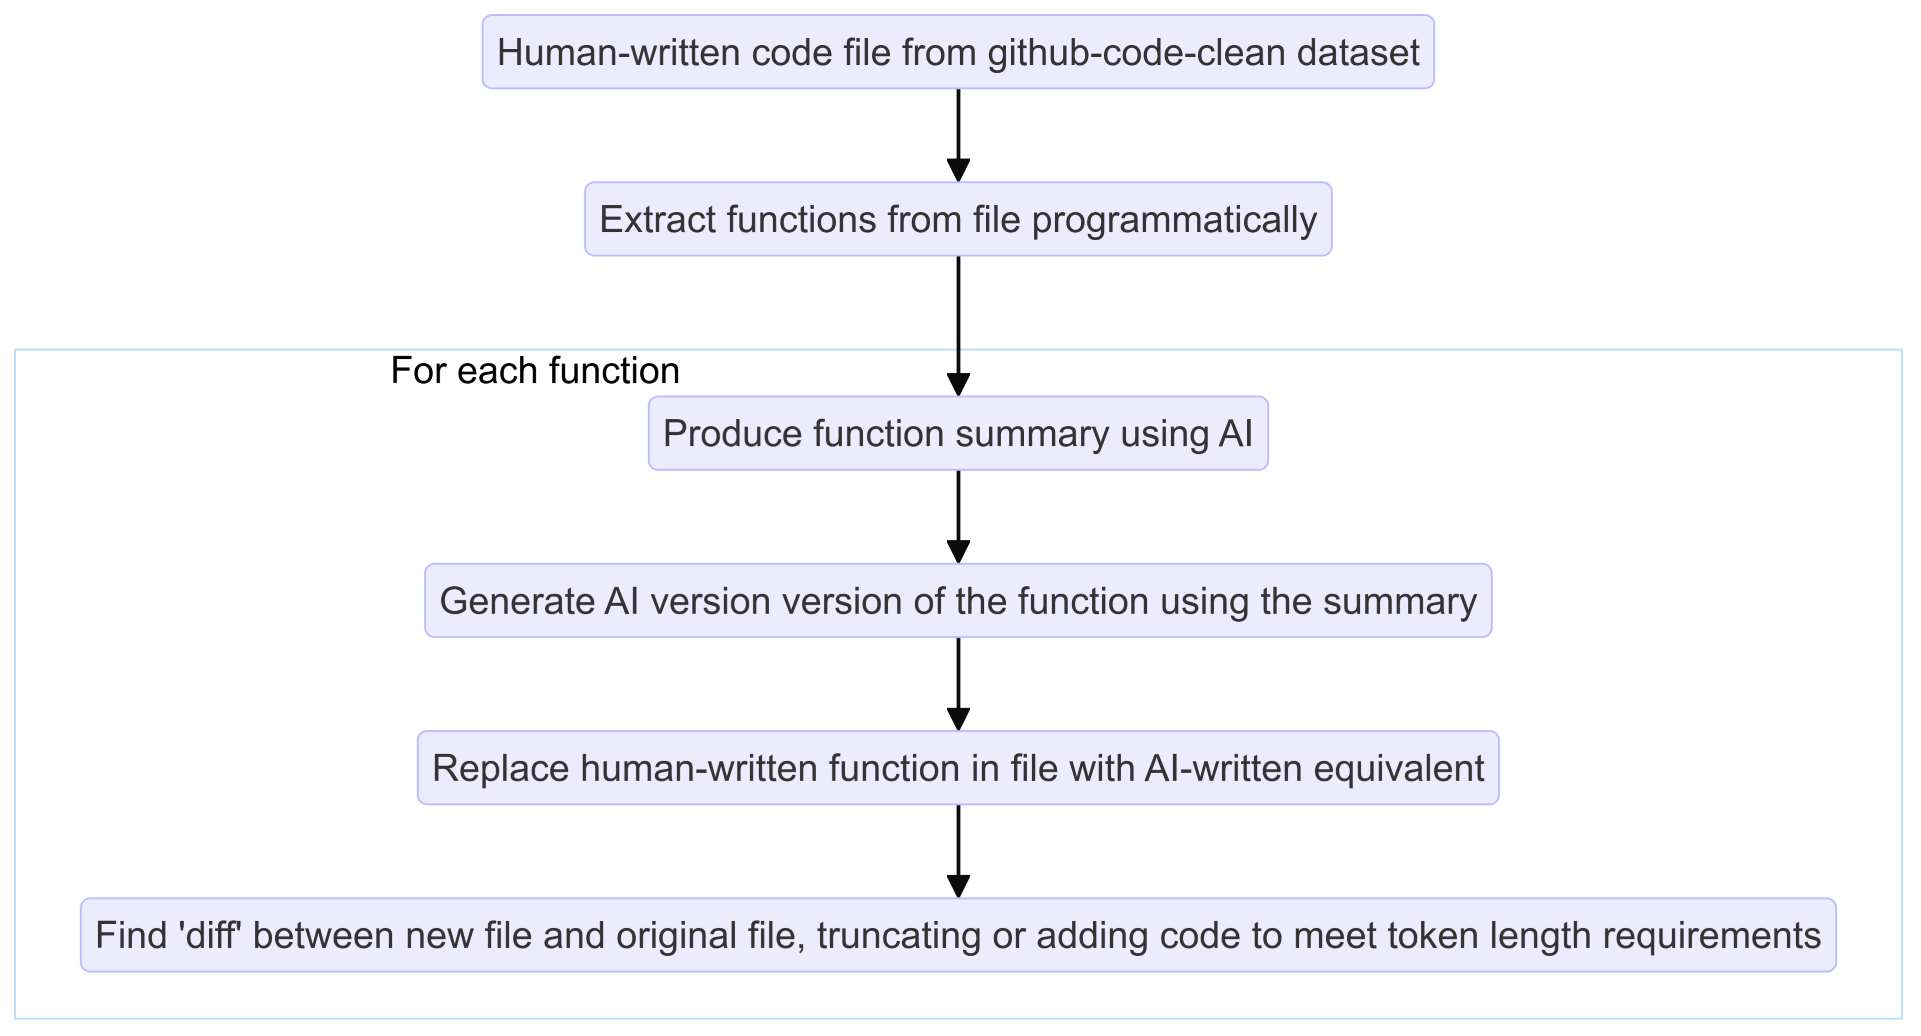 Human-written code file from github-code-clean dataset
Extract functions from file programmatically
For each function
Produce function summary using AI
Generate AI version version of the function using the summary
Replace human-written function in file with AI-written equivalent
Find 'diff' between new file and original file, truncating or adding code to meet token length requirements